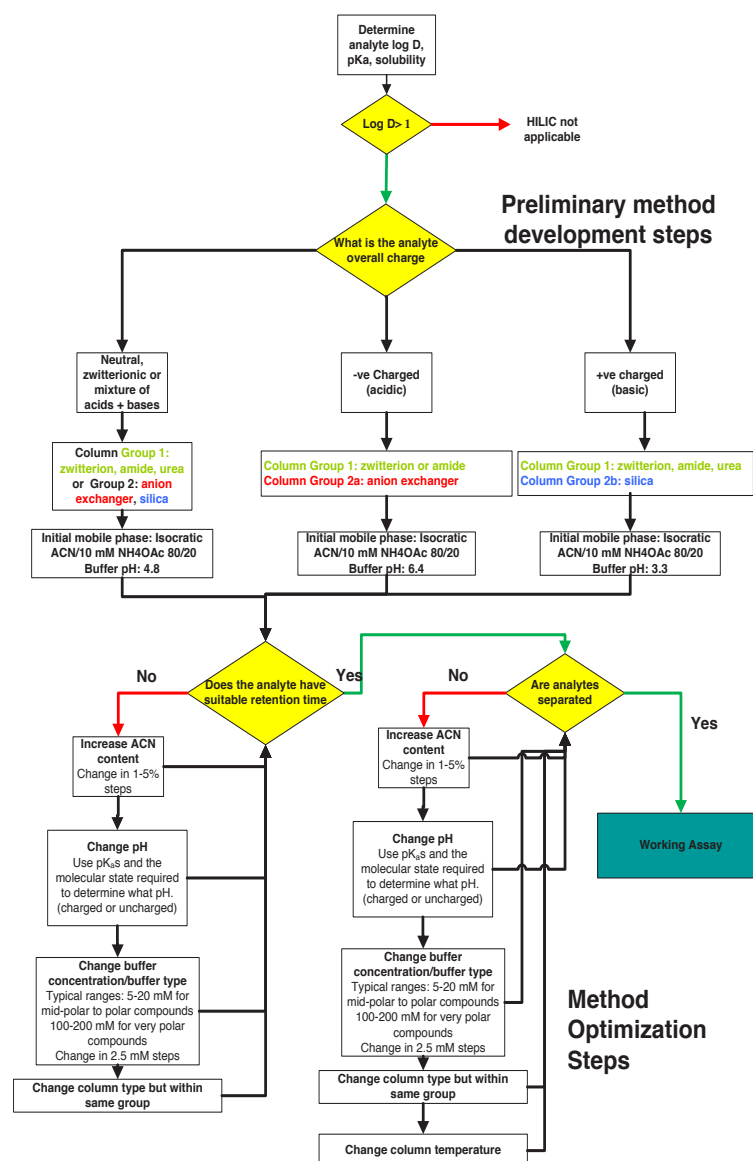 Determine
analyte log D,
pKa, solubility
Log D> 1
HILIC not
applicable
Preliminary method
development steps
What is the analyte
overall charge
Neutral,
zwitterionic or
mixture of
acids + bases
-ve Charged
(acidic)
+ve charged
(basic)
Column Group 1:
zwitterion, amide, urea
or Group 2: anion
exchanger, silica
Column Group 1: zwitterion or amide
Column Group 2a: anion exchanger
Column Group 1: zwitterion, amide, urea
Column Group 2b: silica
Initial mobile phase: Isocratic
ACN/10 mM NH4OAc 80/20
Buffer pH: 4.8
Initial mobile phase: Isocratic
ACN/10 mM NH4OAc 80/20
Buffer pH: 6.4
Initial mobile phase: Isocratic
ACN/10 mM NH4OAc 80/20
Buffer pH: 3.3
Does the analyte have
suitable retention time
No
Yes
Are analytes
separated
No
Yes
Increase ACN
content
Change in 1-5%
steps
Change pH
Use pKas and the
molecular state required
to determine what pH.
(charged or uncharged)
Change buffer
concentration/buffer type
Typical ranges: 5-20 mM for
mid-polar to polar compounds
100-200 mM for very polar
compounds
Change in 2.5 mM steps
Change column type but within
same group
Increase ACN
content
Change in 1-5%
steps
Change pH
Use pKas and the
molecular state required
to determine what pH.
(charged or uncharged)
Change buffer
concentration/buffer type
Typical ranges: 5-20 mM for
mid-polar to polar compounds
100-200 mM for very polar
compounds
Change in 2.5 mM steps
Change column type but within
same group
Change column temperature
Working Assay
Method
Optimization
Steps